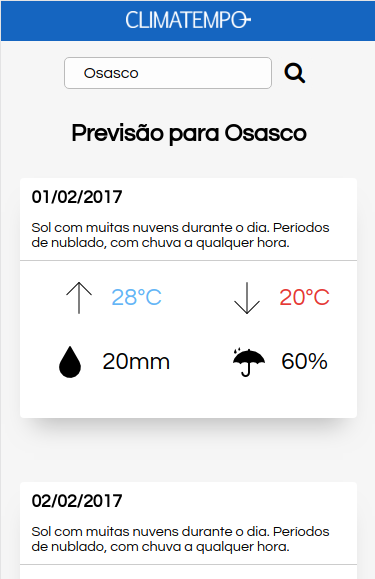 CLIMATEMPO
Osasco
Previsão para Osasco
01/02/2017
Sol com muitas nuvens durante o dia. Períodos
de nublado, com chuva a qualquer hora.
28°C
20°C
20mm
60%
02/02/2017
Sol com muitas nuvens durante o dia. Períodos
de nublado, com chuva a qualquer hora.